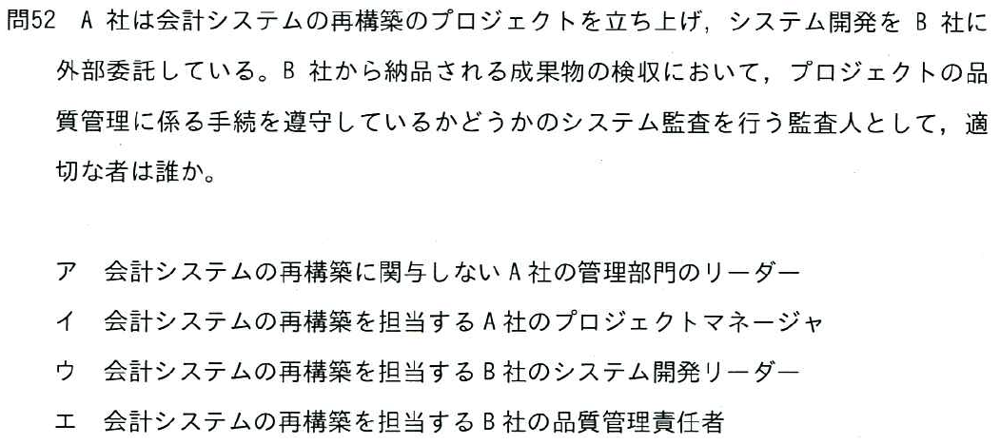 問52 A 社は会計システムの再構築のプロジェクトを立ち上げ，システム開発を B 社に
外部委託している。B 社から納品される成果物の検収において，プロジェクトの品
質管理に係る手続を遵守しているかどうかのシステム監査を行う監査人として，適
切な者は誰か。
ア 会計システムの再構築に関与しない A 社の管理部門のリーダー
イ 会計システムの再構築を担当する A 社のプロジェクトマネージャ
ウ 会計システムの再構築を担当する B 社のシステム開発リーダー
エ 会計システムの再構築を担当する B 社の品質管理責任者